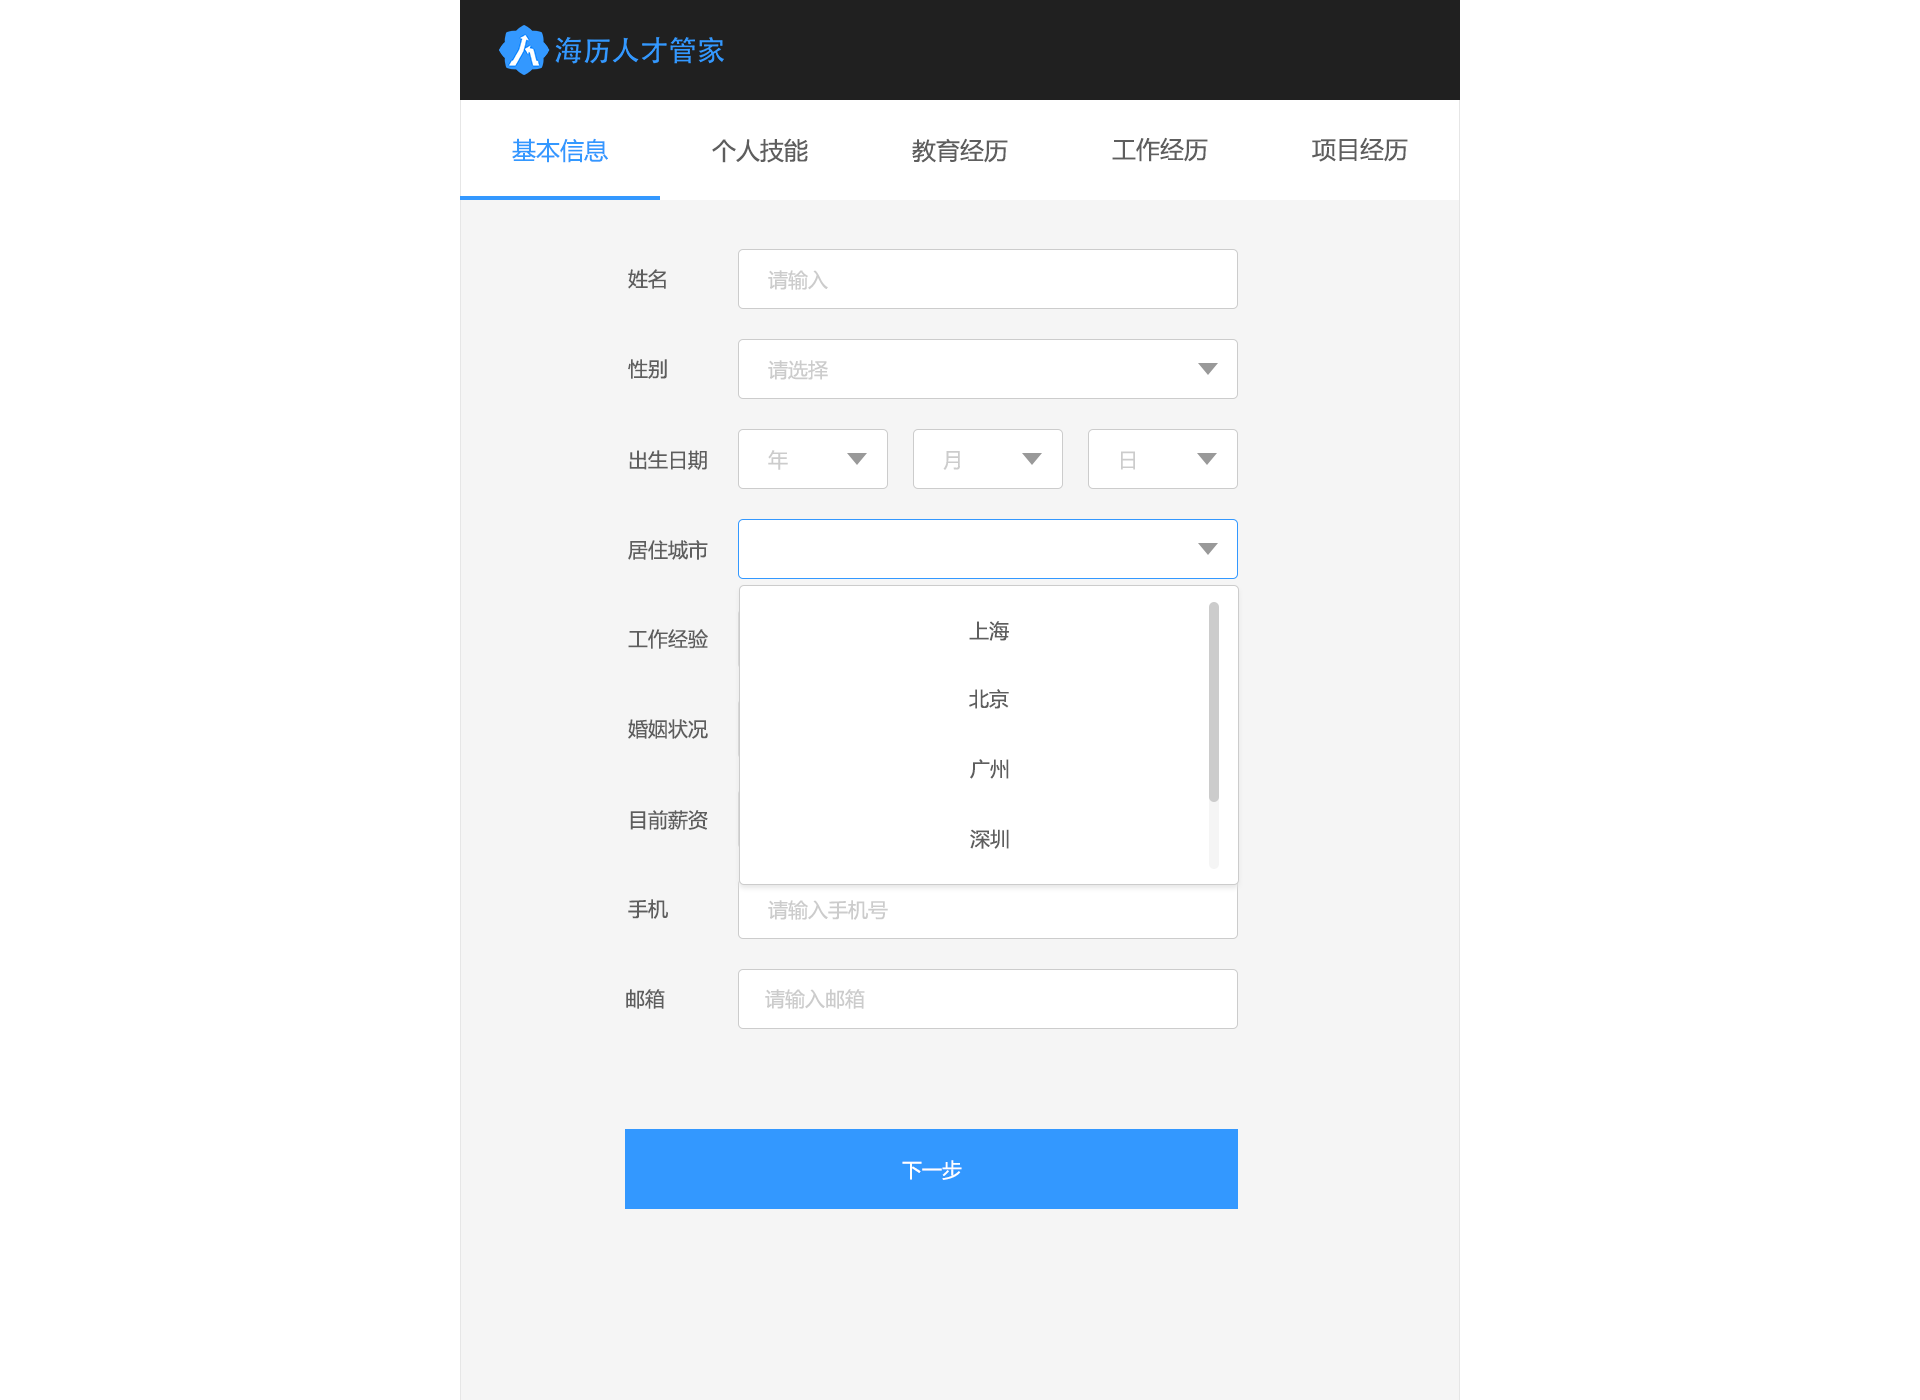 海历人才管家
基本信息 个人技能 教育经历 工作经历 项目经历
姓名 请输入
性别 请选择
出生日期 年 月 日
居住城市
上海
工作经验
北京
婚姻状况
广州
目前薪资
深圳
手机 请输入手机号
邮箱 请输入邮箱
下一步